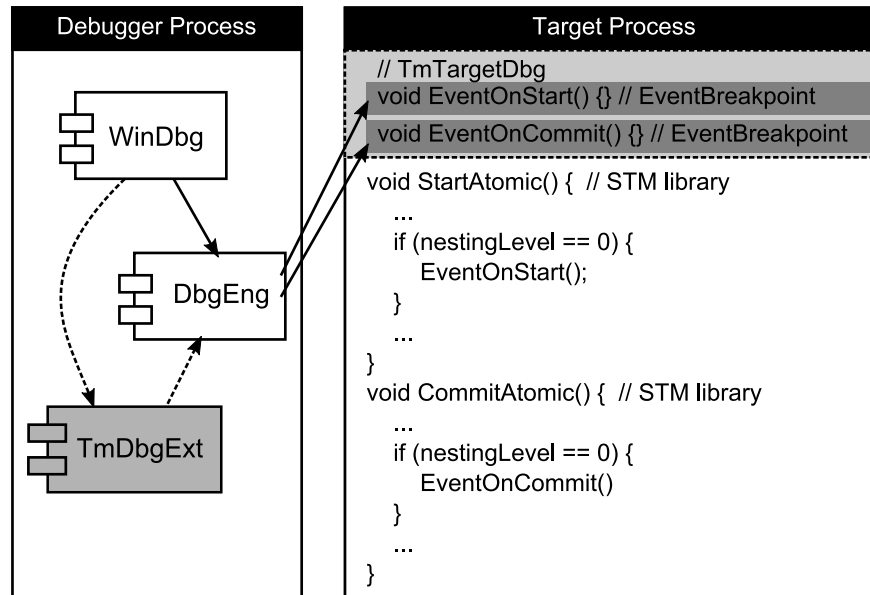 Debugger Process
WinDbg
DbgEng
TmDbgExt
Target Process
// TmTargetDbg
void EventOnStart() {} // EventBreakpoint
void EventOnCommit() {} // EventBreakpoint
void StartAtomic() {  // STM library
...
if (nestingLevel == 0) {
EventOnStart();
}
...
}
void CommitAtomic() {  // STM library
...
if (nestingLevel == 0) {
EventOnCommit()
}
...
}